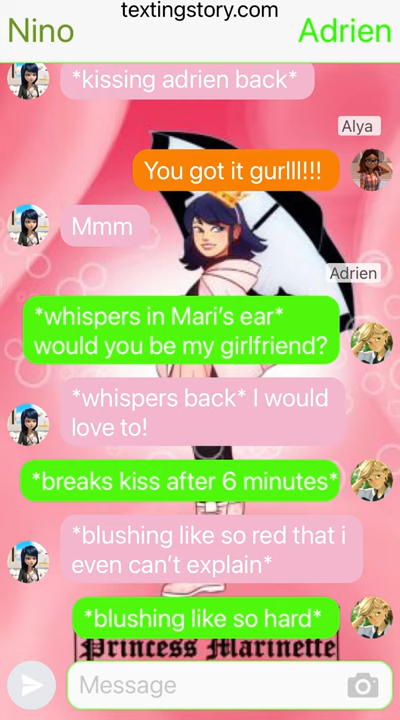 textingstory.com
Nino
Adrien
*kissing adrien back*
Alya
You got it gurlll!!!
Mmm
Adrien
*whispers in Mari’s ear*
would you be my girlfriend?
*whispers back* I would
love to!
*breaks kiss after 6 minutes*
*blushing like so red that i
even can’t explain*
*blushing like so hard*
Princess Marinette
Message